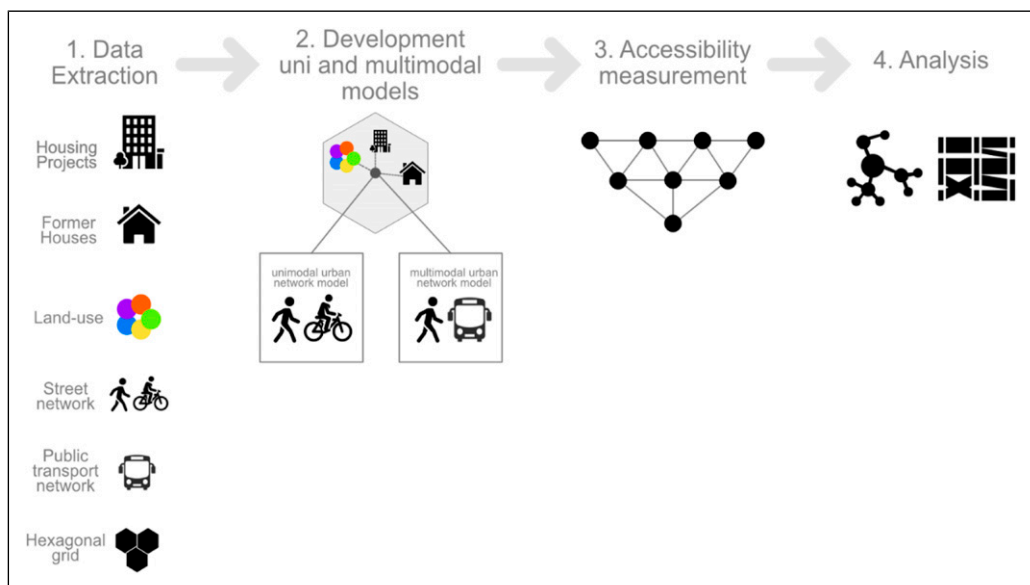 1. Data
Extraction
2. Development
uni and multimodal
models
3. Accessibility
measurement
4. Analysis
Housing
Projects
Former
Houses
Land-use
Street
network
Public
transport
network
Hexagonal
grid
unimodal urban
network model
multimodal urban
network model